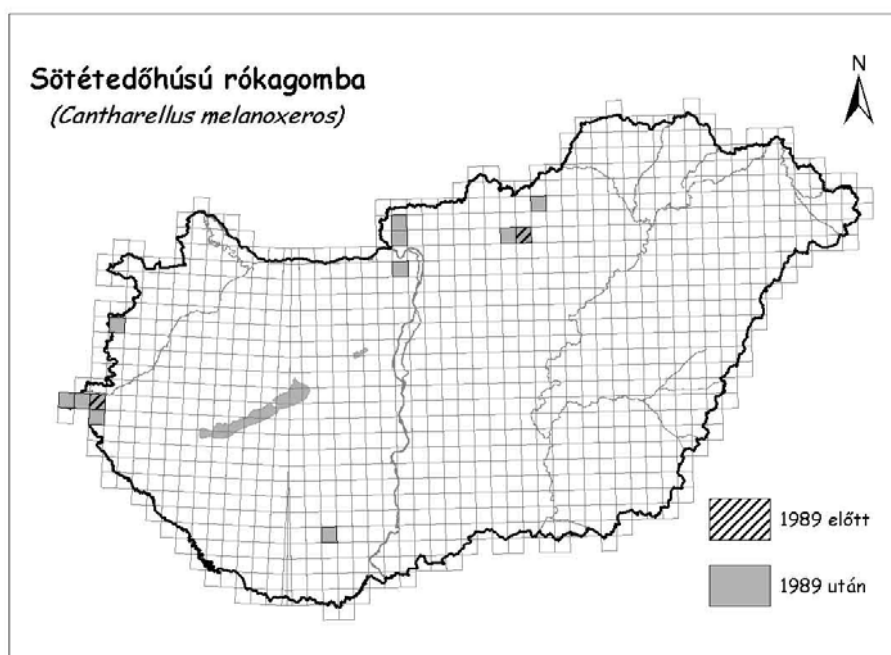 Sötétedőhúsú rókagomba
(Cantharellus melanoxeros)
N
1989 előtt
1989 után